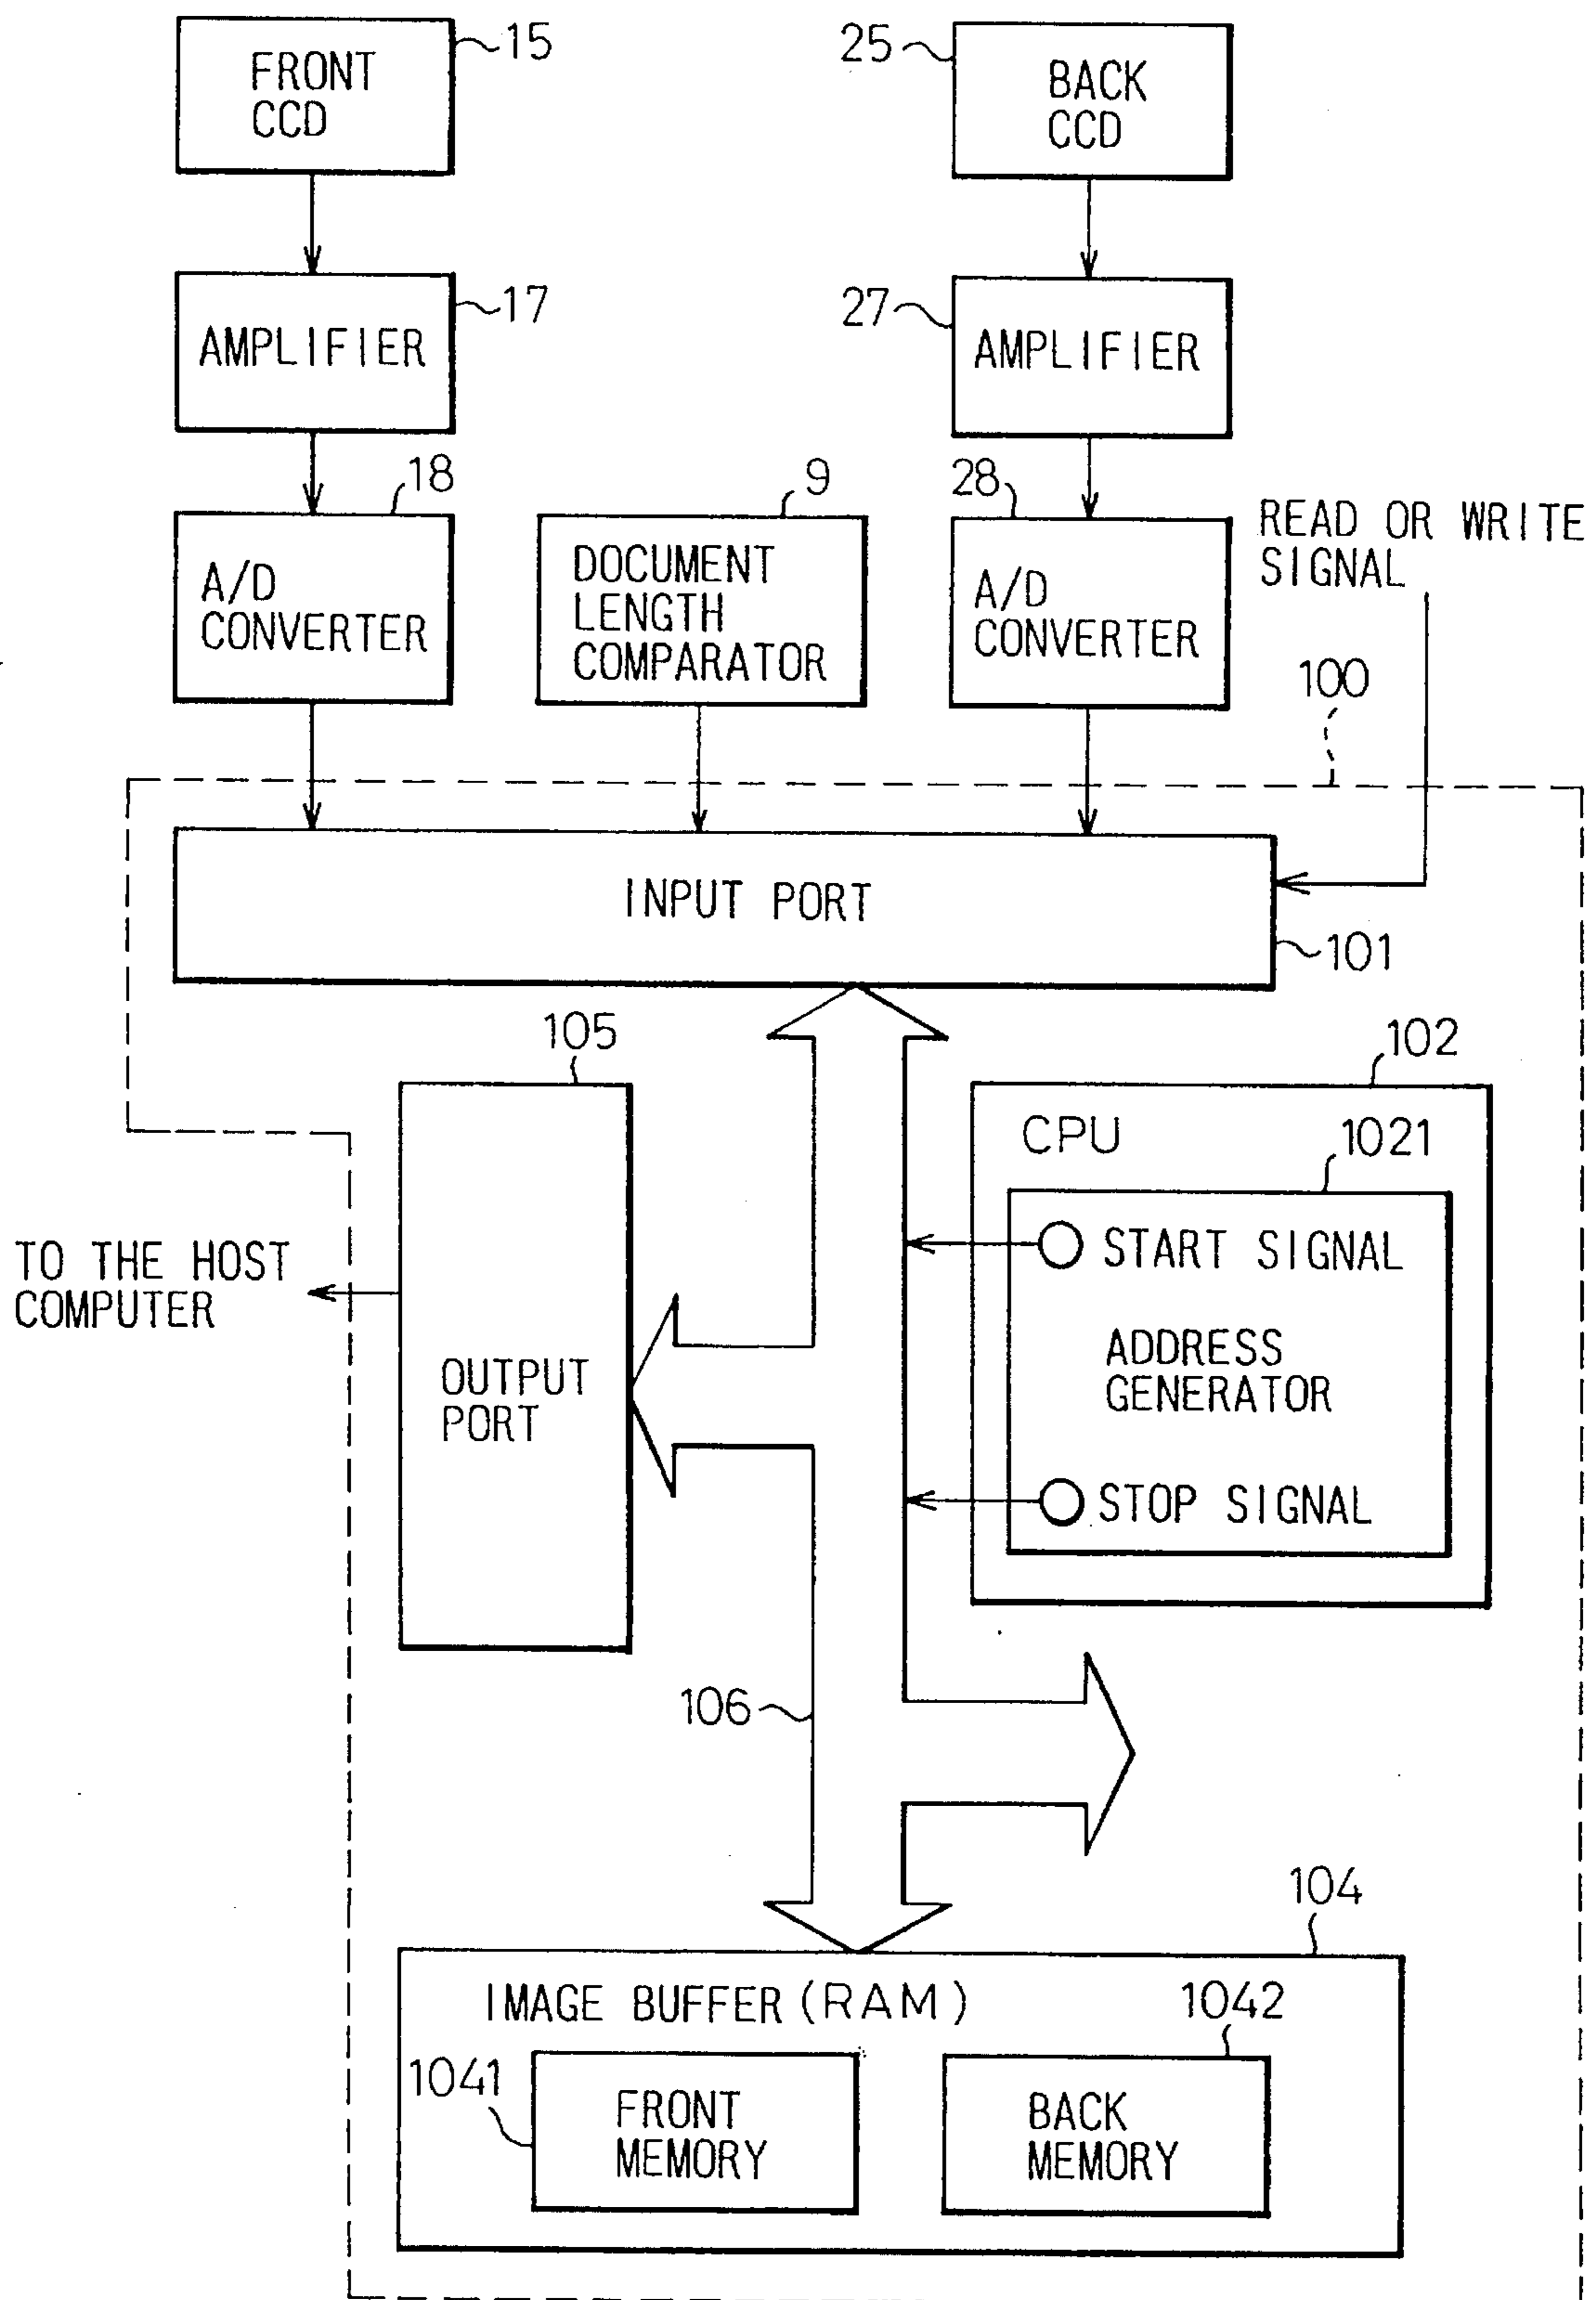 15
FRONT
CCD
25
BACK
CCD
17
AMPLIFIER
27
AMPLIFIER
18
A/D
CONVERTER
9
DOCUMENT
LENGTH
COMPARATOR
28
A/D
CONVERTER
READ OR WRITE
SIGNAL
100
INPUT PORT
101
105
102
CPU
1021
START SIGNAL
TO THE HOST
COMPUTER
ADDRESS
GENERATOR
OUTPUT
PORT
STOP SIGNAL
106
104
IMAGE BUFFER (RAM)
1042
1041
FRONT
MEMORY
BACK
MEMORY